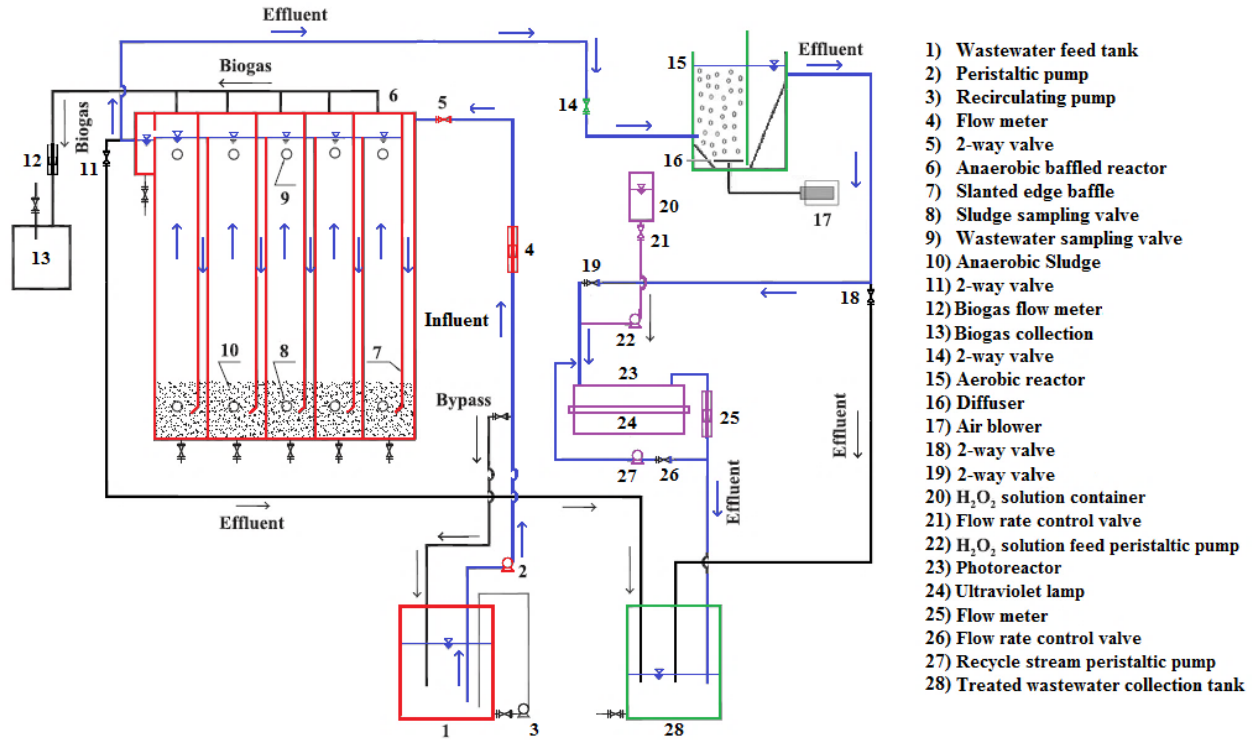 Effluent
Biogas
Biogas
6
5
12
11
9
13
4
Influent
10
8
7
Bypass
Effluent
2
1
3
14
15
Effluent
16
17
20
21
19
18
22
23
24
25
27
26
Effluent
Effluent
28
1) Wastewater feed tank
2) Peristaltic pump
3) Recirculating pump
4) Flow meter
5) 2-way valve
6) Anaerobic baffled reactor
7) Slanted edge baffle
8) Sludge sampling valve
9) Wastewater sampling valve
10) Anaerobic Sludge
11) 2-way valve
12) Biogas flow meter
13) Biogas collection
14) 2-way valve
15) Aerobic reactor
16) Diffuser
17) Air blower
18) 2-way valve
19) 2-way valve
20) H₂O₂ solution container
21) Flow rate control valve
22) H₂O₂ solution feed peristaltic pump
23) Photoreactor
24) Ultraviolet lamp
25) Flow meter
26) Flow rate control valve
27) Recycle stream peristaltic pump
28) Treated wastewater collection tank